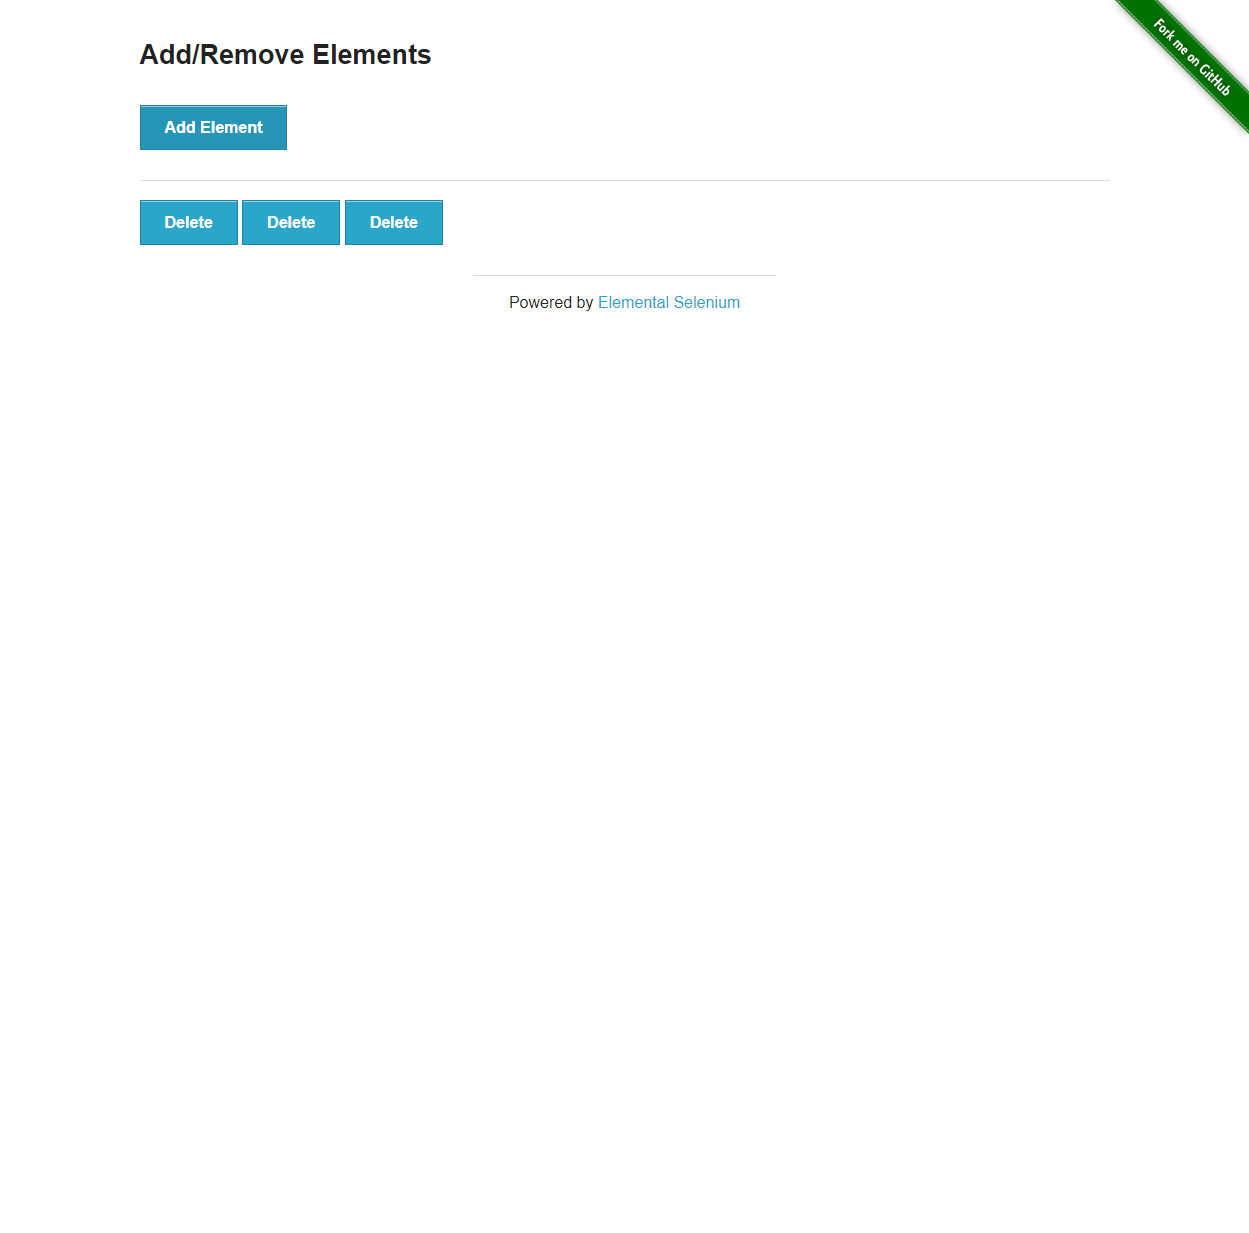 Fork me on GitHub
Add/Remove Elements
Add Element
Delete Delete Delete
Powered by Elemental Selenium